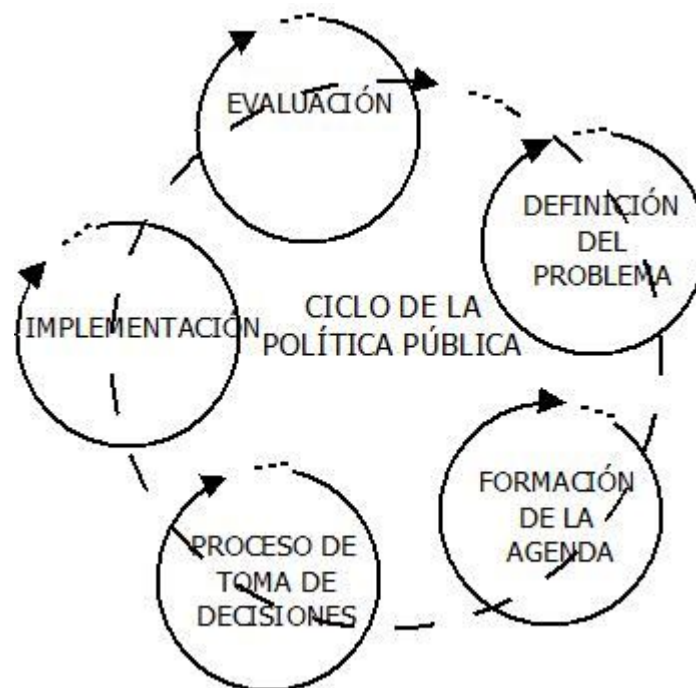 EVALUACIÓN
DEFINICIÓN
DEL
PROBLEMA
CICLO DE LA
POLÍTICA PÚBLICA
IMPLEMENTACIÓN
FORMACIÓN
DE LA
AGENDA
PROCESO DE
TOMA DE
DECISIONES